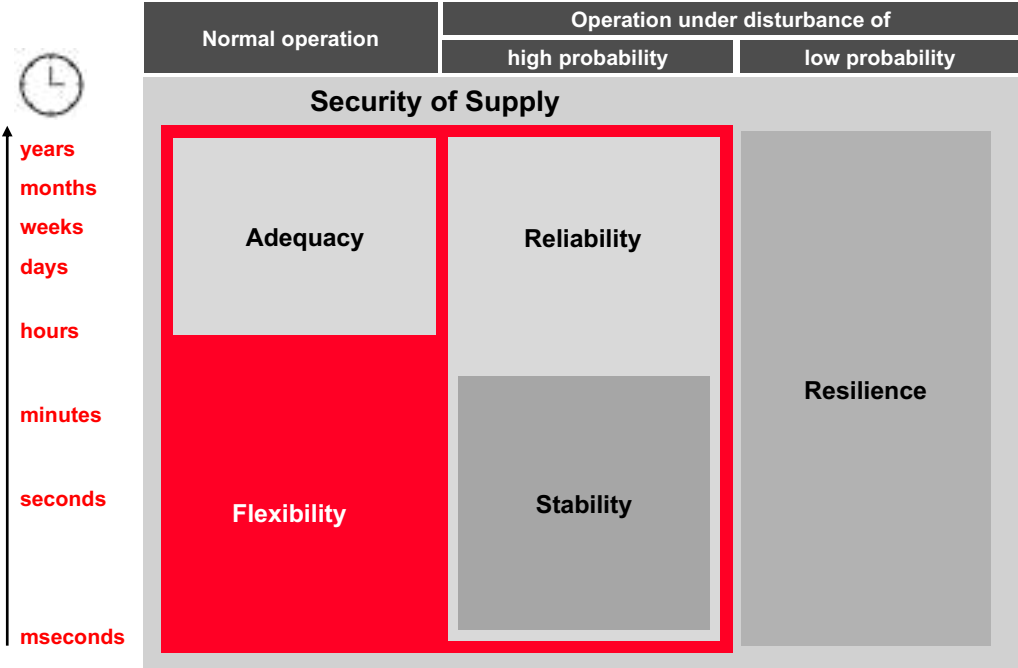 Normal operation
Operation under disturbance of
high probability
low probability
Security of Supply
years
months
weeks
days
hours
minutes
seconds
mseconds
Adequacy
Reliability
Resilience
Flexibility
Stability